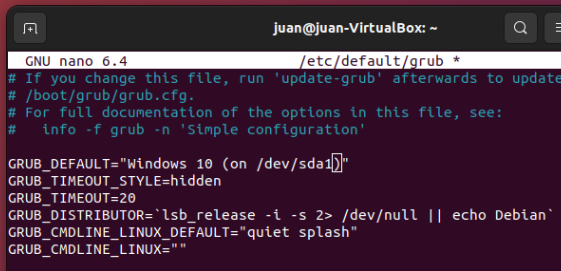 juan@juan-VirtualBox: ~
GNU nano 6.4 /etc/default/grub *
# If you change this file, run 'update-grub' afterwards to update
# /boot/grub/grub.cfg.
# For full documentation of the options in this file, see:
#   info -f grub -n 'Simple configuration'

GRUB_DEFAULT="Windows 10 (on /dev/sda1)"
GRUB_TIMEOUT_STYLE=hidden
GRUB_TIMEOUT=20
GRUB_DISTRIBUTOR=`lsb_release -i -s 2> /dev/null || echo Debian`
GRUB_CMDLINE_LINUX_DEFAULT="quiet splash"
GRUB_CMDLINE_LINUX=""